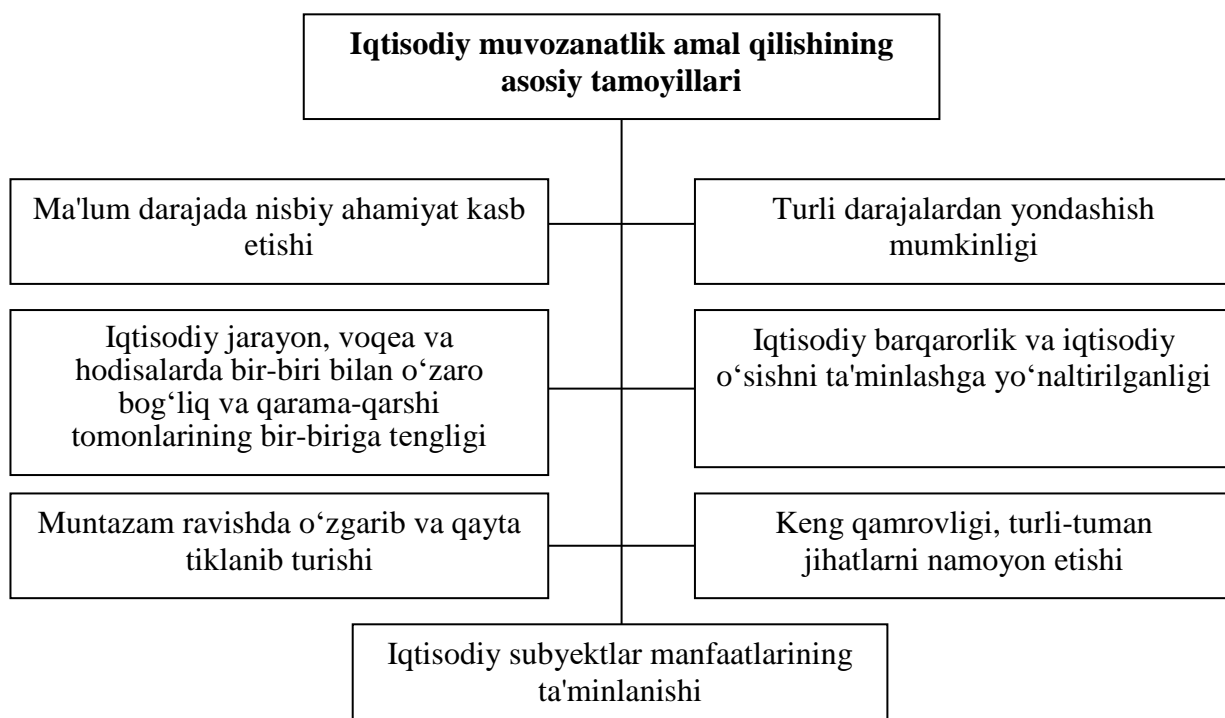 Iqtisodiy muvozanatlik amal qilishining
asosiy tamoyillari
Ma'lum darajada nisbiy ahamiyat kasb
etishi
Turli darajalardan yondashish
mumkinligi
Iqtisodiy jarayon, voqea va
hodisalarda bir-biri bilan o‘zaro
bog‘liq va qarama-qarshi
tomonlarining bir-biriga tengligi
Iqtisodiy barqarorlik va iqtisodiy
o‘sishni ta'minlashga yo‘naltirilganligi
Muntazam ravishda o‘zgarib va qayta
tiklanib turishi
Keng qamrovligi, turli-tuman
jihatlarni namoyon etishi
Iqtisodiy subyektlar manfaatlarining
ta'minlanishi